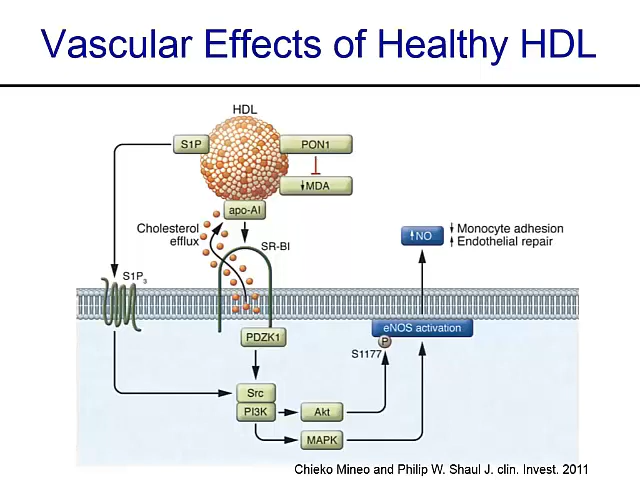 Vascular Effects of Healthy HDL
HDL
S1P
PON1
↓MDA
apo-AI
Cholesterol
efflux
SR-BI
↑NO
↓ Monocyte adhesion
↑ Endothelial repair
S1P3
eNOS activation
PDZK1
P
S1177
Src
PI3K
Akt
MAPK
Chieko Mineo and Philip W. Shaul J. clin. Invest. 2011